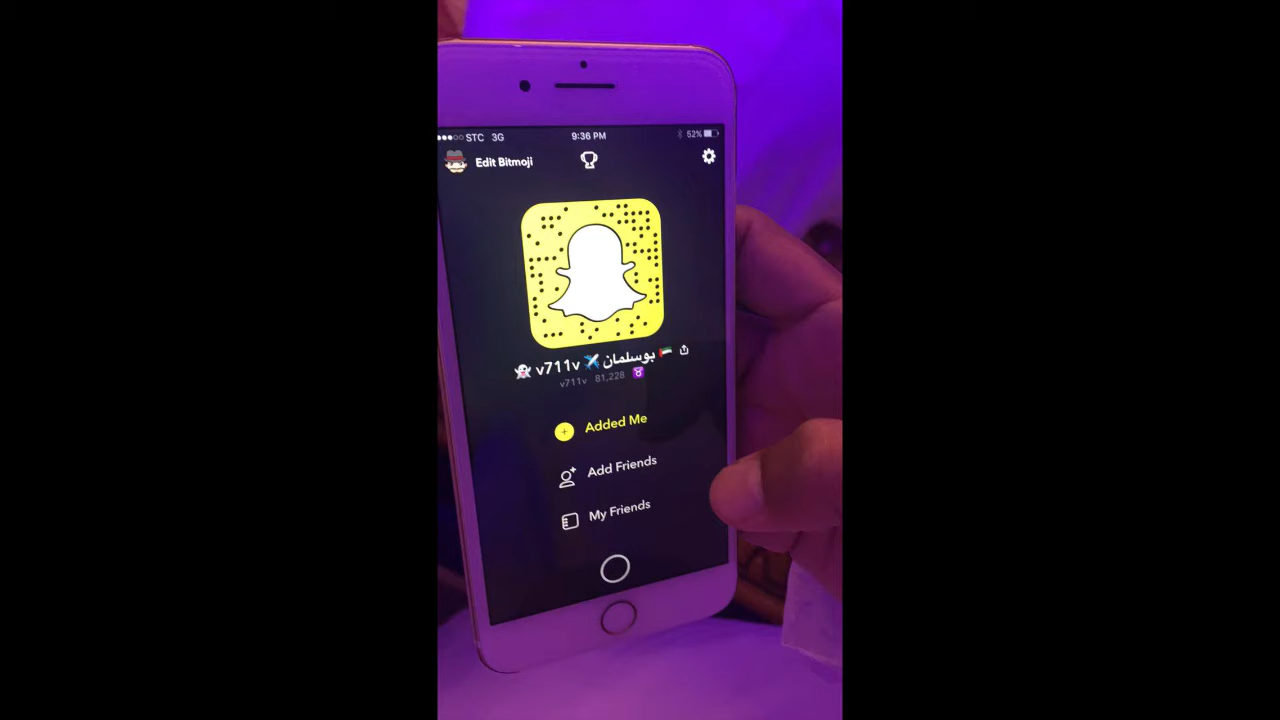 STC 3G 9:36 PM 52%
Edit Bitmoji
👻 v711v ✈️ بوسلمان 🇦🇪
v711v 81,228 ♉
Added Me
Add Friends
My Friends